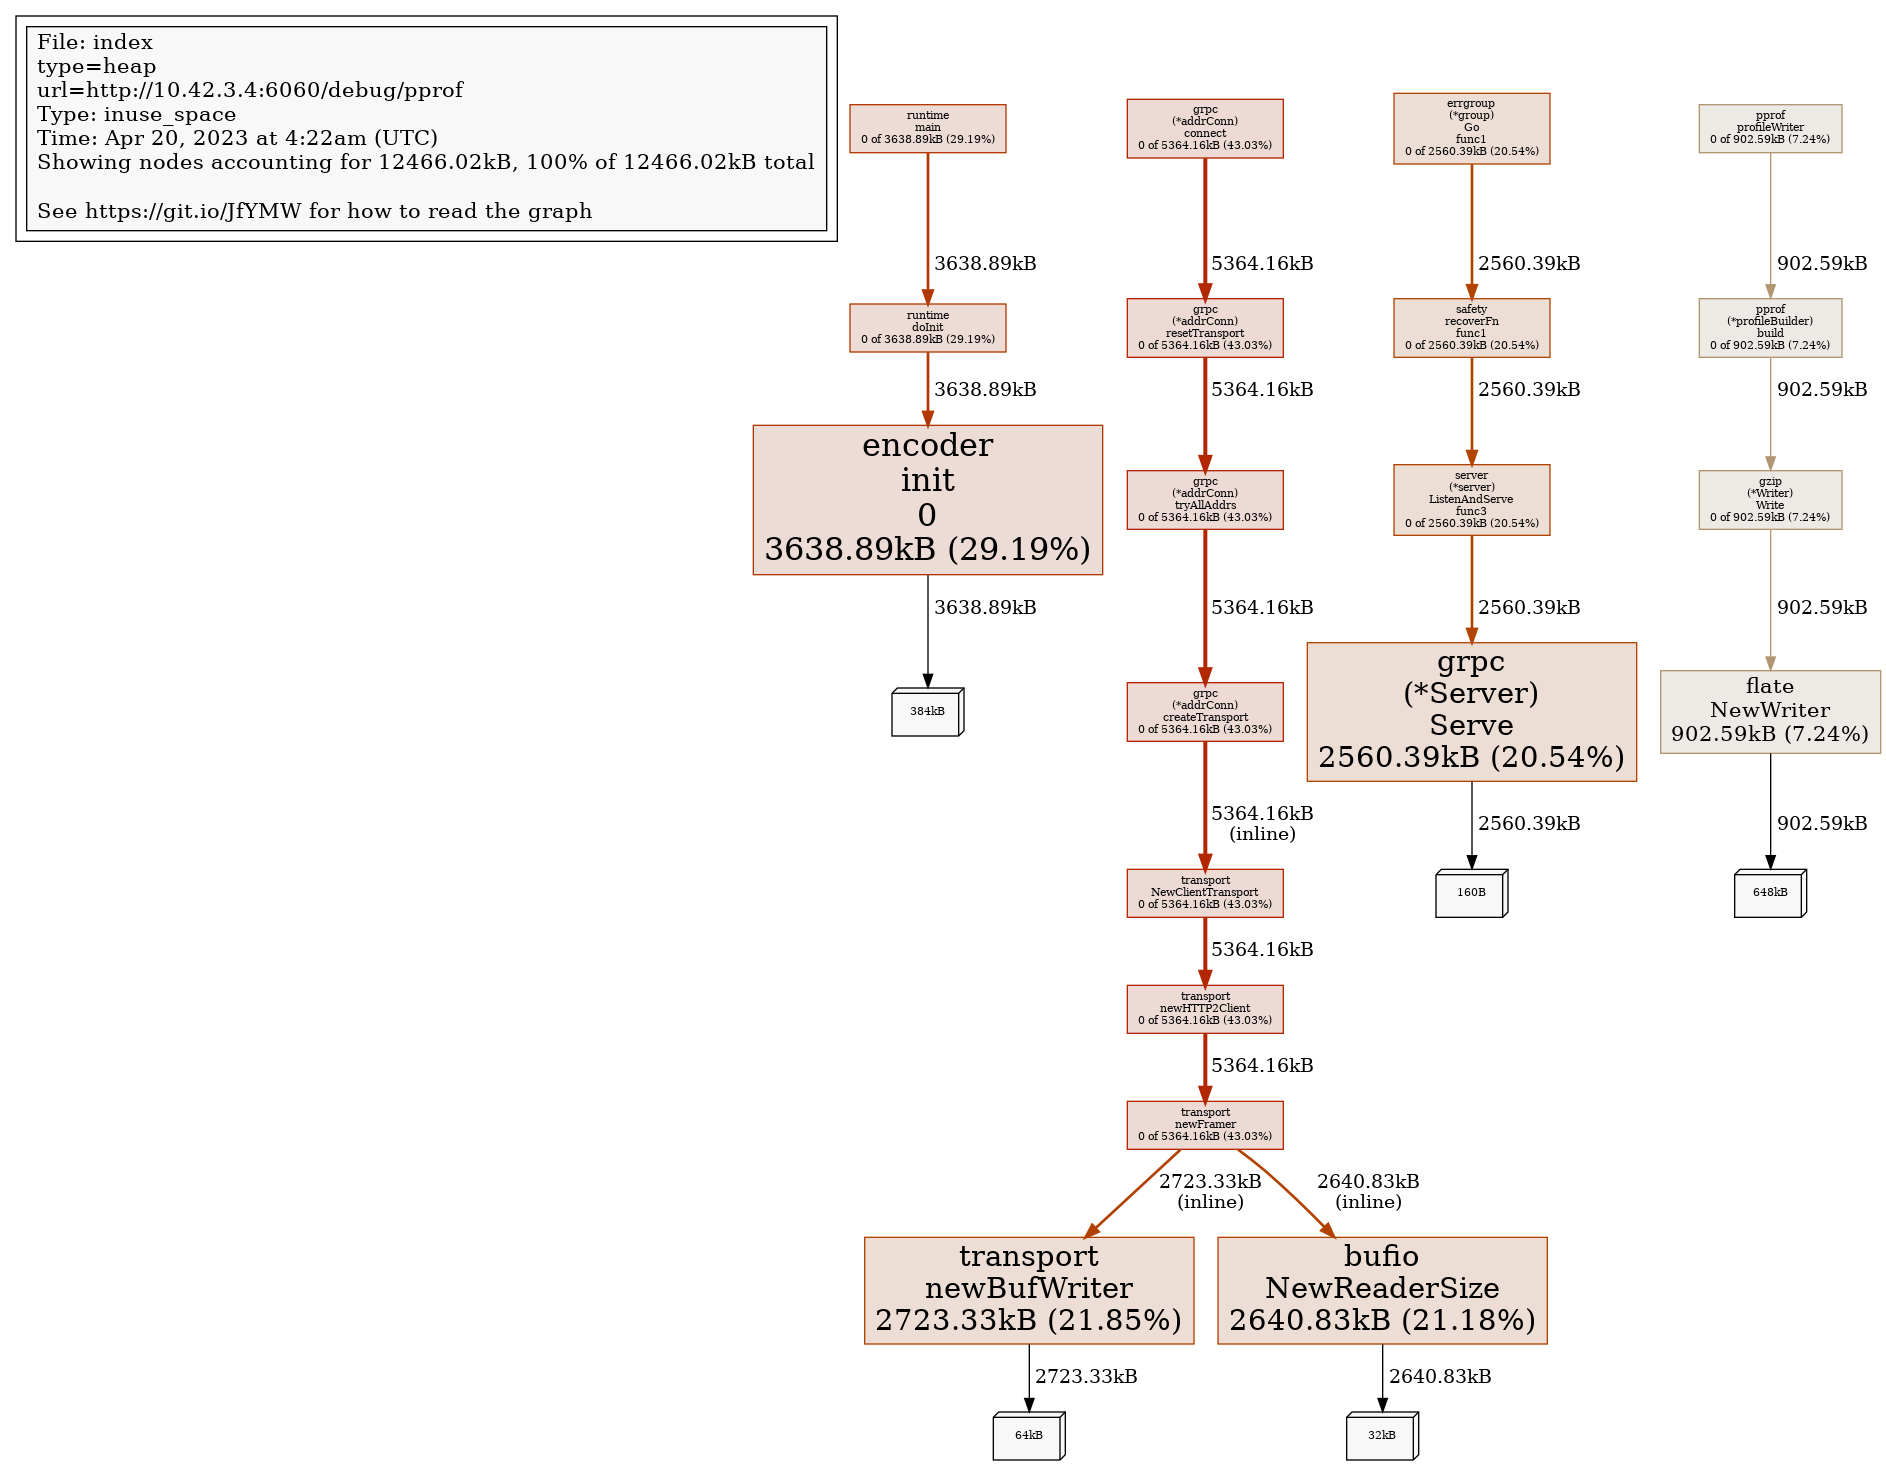 File: index
type=heap
url=http://10.42.3.4:6060/debug/pprof
Type: inuse_space
Time: Apr 20, 2023 at 4:22am (UTC)
Showing nodes accounting for 12466.02kB, 100% of 12466.02kB total
See https://git.io/JfYMW for how to read the graph
runtime
main
0 of 3638.89kB (29.19%)
3638.89kB
runtime
doInit
0 of 3638.89kB (29.19%)
3638.89kB
encoder
init
0
3638.89kB (29.19%)
3638.89kB
384kB
grpc
(*addrConn)
connect
0 of 5364.16kB (43.03%)
5364.16kB
grpc
(*addrConn)
resetTransport
0 of 5364.16kB (43.03%)
5364.16kB
grpc
(*addrConn)
tryAllAddrs
0 of 5364.16kB (43.03%)
5364.16kB
grpc
(*addrConn)
createTransport
0 of 5364.16kB (43.03%)
5364.16kB
(inline)
transport
NewClientTransport
0 of 5364.16kB (43.03%)
5364.16kB
transport
newHTTP2Client
0 of 5364.16kB (43.03%)
5364.16kB
transport
newFramer
0 of 5364.16kB (43.03%)
2723.33kB
(inline)
2640.83kB
(inline)
transport
newBufWriter
2723.33kB (21.85%)
2723.33kB
64kB
bufio
NewReaderSize
2640.83kB (21.18%)
2640.83kB
32kB
errgroup
(*group)
Go
func1
0 of 2560.39kB (20.54%)
2560.39kB
safety
recoverFn
func1
0 of 2560.39kB (20.54%)
2560.39kB
server
(*server)
ListenAndServe
func3
0 of 2560.39kB (20.54%)
2560.39kB
grpc
(*Server)
Serve
2560.39kB (20.54%)
2560.39kB
160B
pprof
profileWriter
0 of 902.59kB (7.24%)
902.59kB
pprof
(*profileBuilder)
build
0 of 902.59kB (7.24%)
902.59kB
gzip
(*Writer)
Write
0 of 902.59kB (7.24%)
902.59kB
flate
NewWriter
902.59kB (7.24%)
902.59kB
648kB